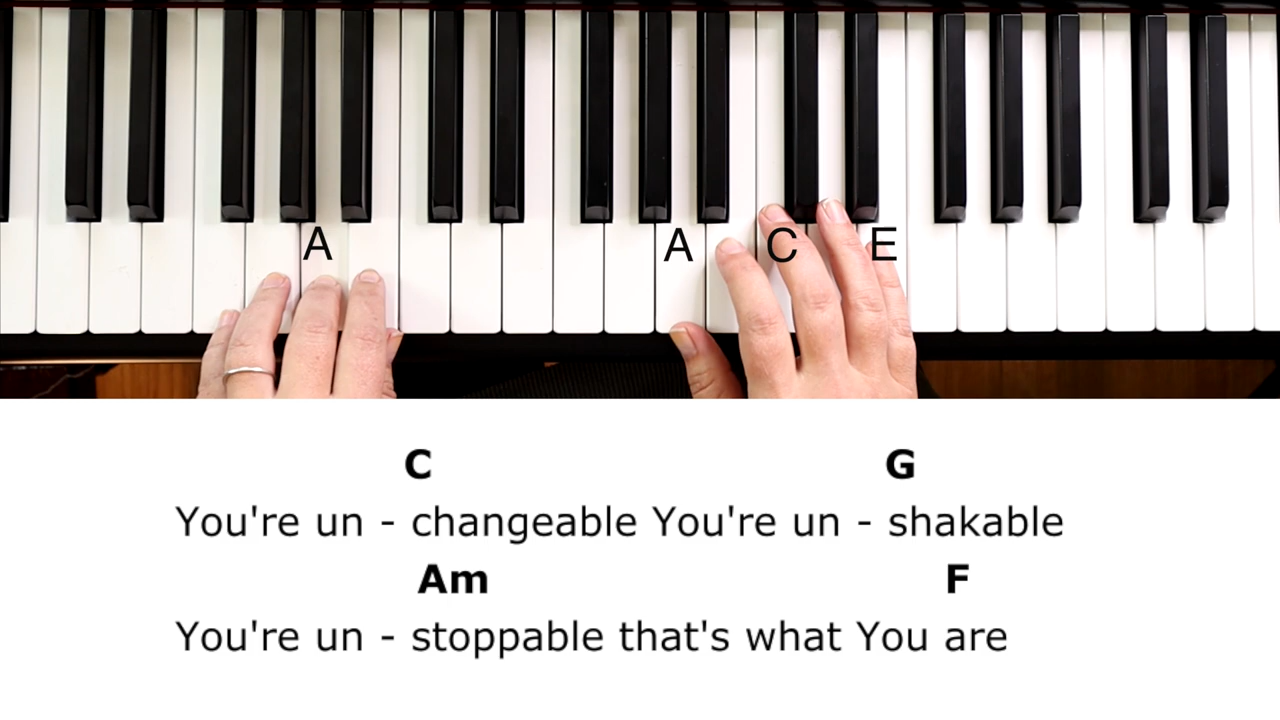 A A C E
C G
You're un - changeable You're un - shakable
Am F
You're un - stoppable that's what You are